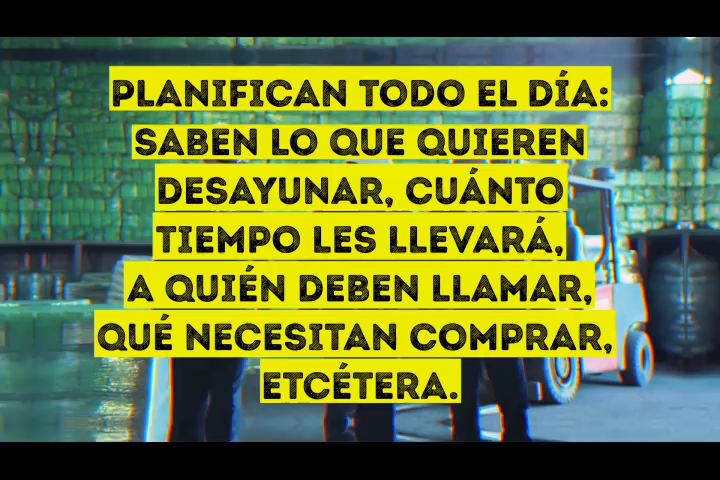 PLANIFICAN TODO EL DÍA:
SABEN LO QUE QUIEREN
DESAYUNAR, CUÁNTO
TIEMPO LES LLEVARÁ,
A QUIÉN DEBEN LLAMAR,
QUÉ NECESITAN COMPRAR,
ETCÉTERA.